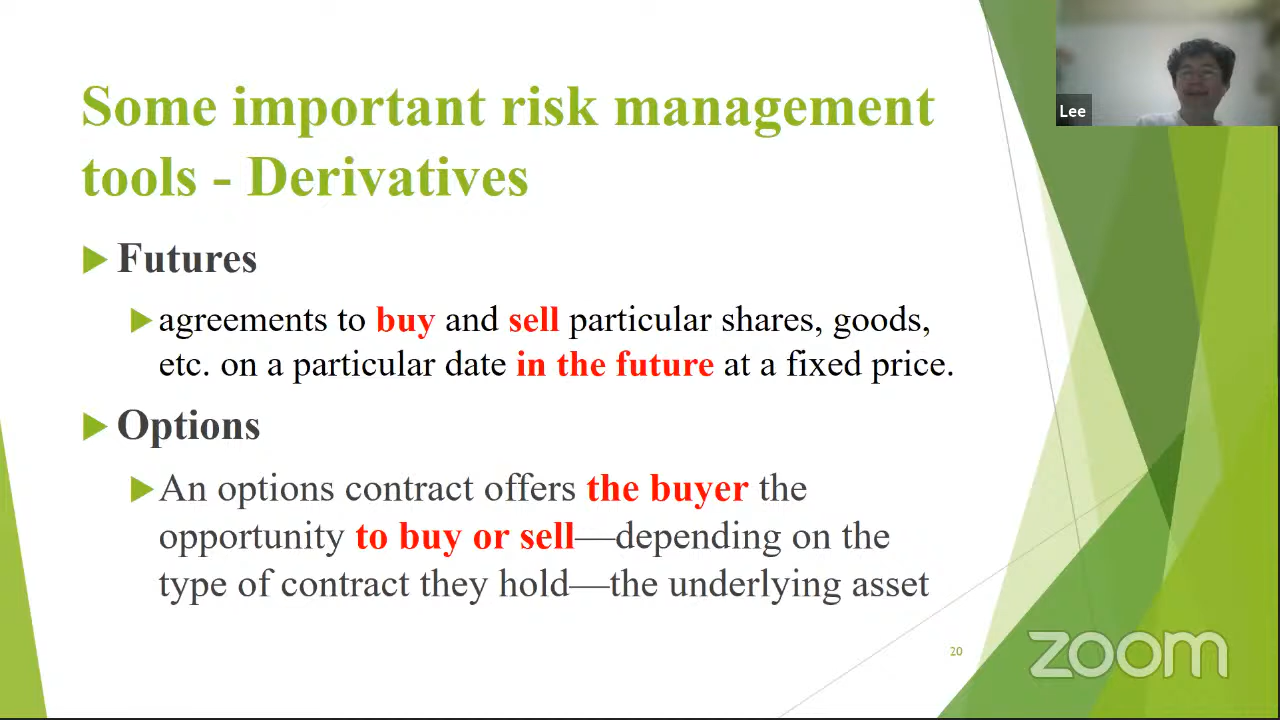 Some important risk management
tools - Derivatives
Futures
agreements to buy and sell particular shares, goods,
etc. on a particular date in the future at a fixed price.
Options
An options contract offers the buyer the
opportunity to buy or sell—depending on the
type of contract they hold—the underlying asset
20
Lee
zoom